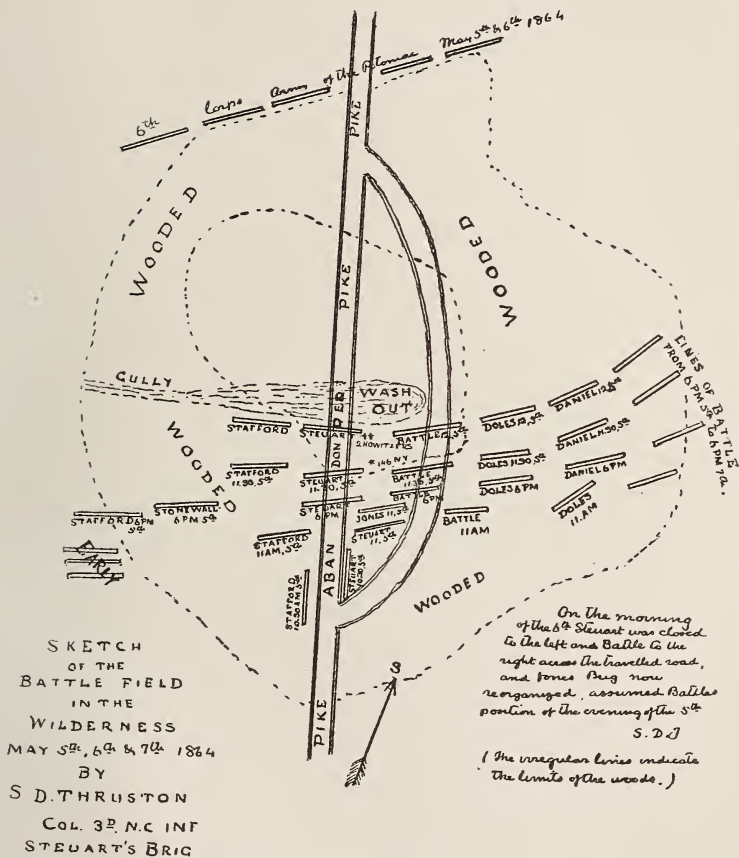 6th Corps Army of the Potomac May 5th & 6th 1864
PIKE
WOODED
WOODED
PIKE
GULLY
WASH
OUT
ABANDONDED
LINES OF BATTLE
FROM 6 PM 5th
to 6 PM 7th.
STAFFORD
STEUART
2 HOWITZERS
BATTLE 12, 5th
DOLES 12, 5th
DANIEL 12 M
146 NY
WOODED
STAFFORD
11.30, 5th
STEUART
11.30, 5th
BATTLE
11.30, 5th
DOLES 11.30, 5th
DANIEL 11.30, 5th
STAFFORD 6 PM
5th
STONEWALL
6 PM 5th
STEUART
6 PM
BATTLE
6 PM
DOLES 6 PM
DANIEL 6 PM
JONES 11, 5th
STAFFORD
11 AM, 5th
STEUART
11, 5th
BATTLE
11 AM
DOLES
11 AM
EARLY
STAFFORD
10.30 AM 5th
STEUART
10.30, 5th
WOODED
PIKE
S
On the morning
of the 6th Steuart was closed
to the left and Battle to the
right across the travelled road,
and Jones Brig now
reorganized, assumed Battles
position of the evening of the 5th
S.D.T
(The irregular lines indicate
the limits of the woods.)
SKETCH
OF THE
BATTLE FIELD
IN THE
WILDERNESS
MAY 5th, 6th & 7th 1864
BY
S D. THRUSTON
COL. 3D. N.C INF
STEUART'S BRIG